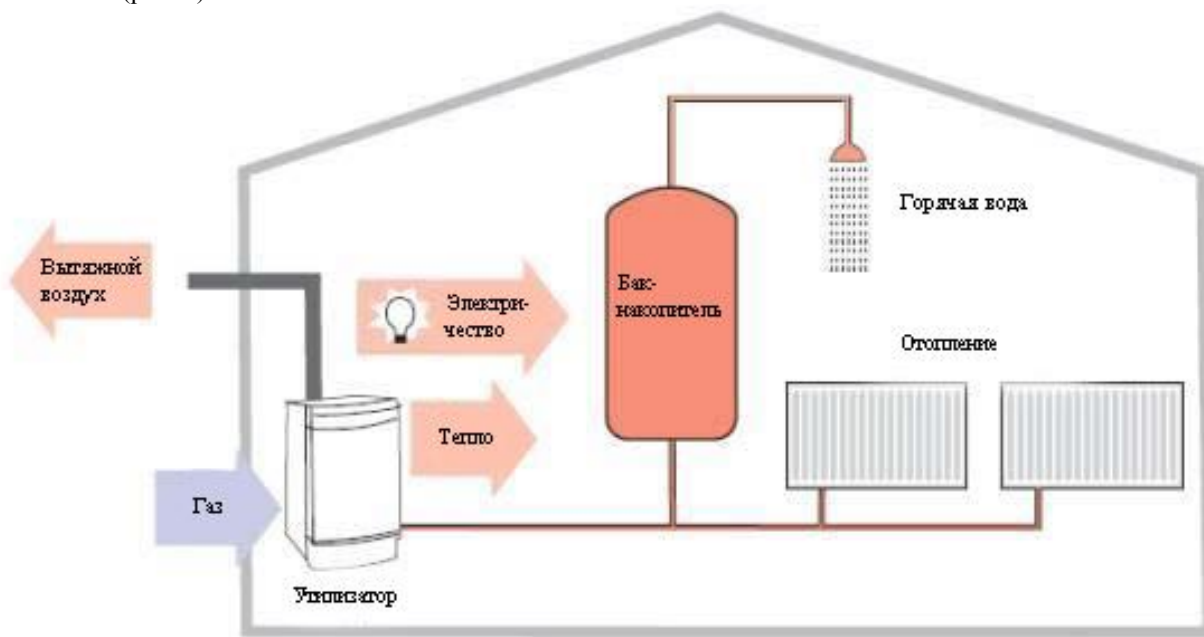 Горячая вода
Вытяжной
воздух
Электри-
чество
Бак-
накопитель
Отопление
Тепло
Газ
Утилизатор